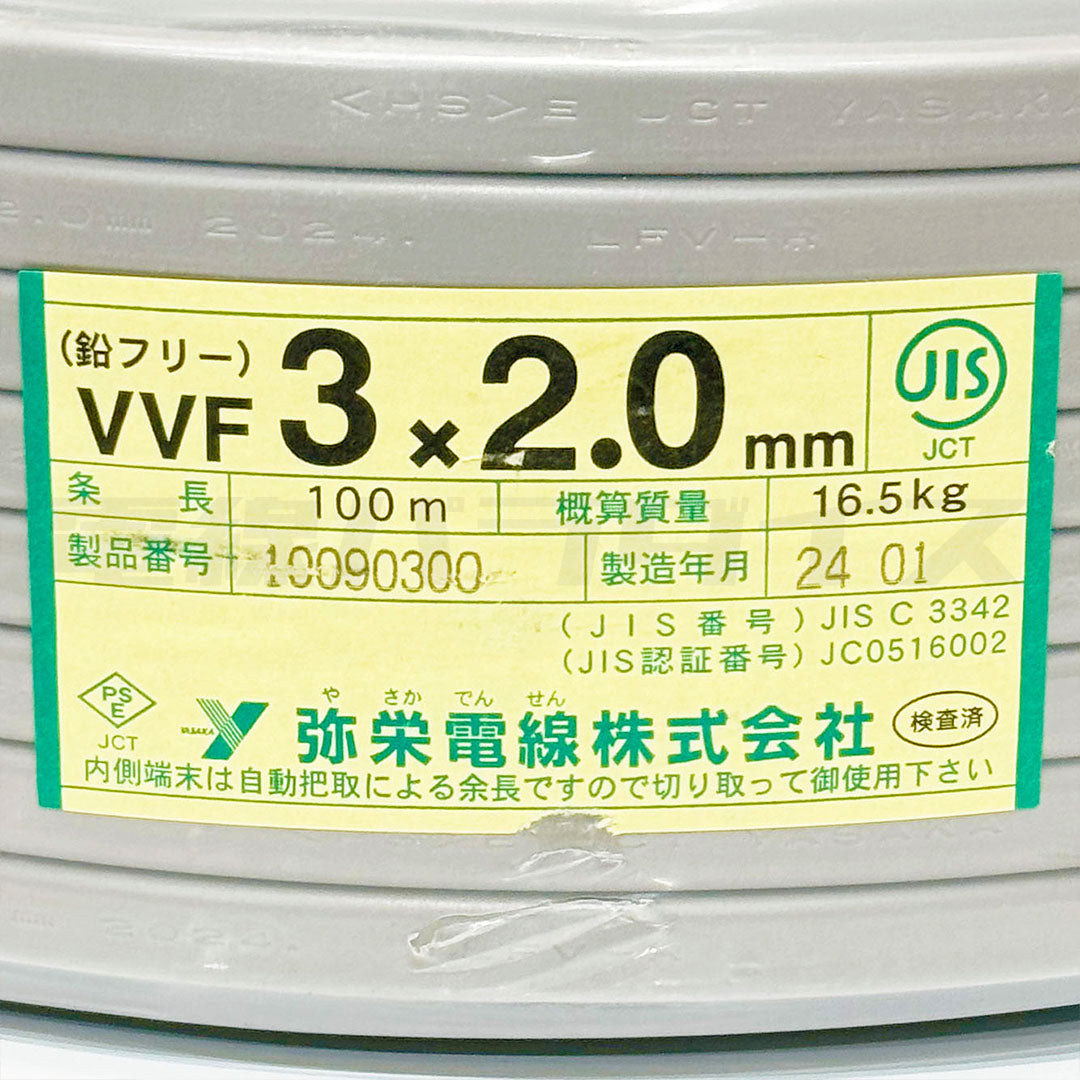 JCT YASAKA
LFV
(鉛フリー)
VVF 3×2.0mm
JIS
JCT
条長 100m 概算質量 16.5kg
製品番号 10090300 製造年月 24 01
(JIS番号) JIS C 3342
(JIS認証番号) JC0516002
PS
E
JCT
YASAKA
や さか でん せん
弥栄電線株式会社
検査済
内側端末は自動把取による余長ですので切り取って御使用下さい